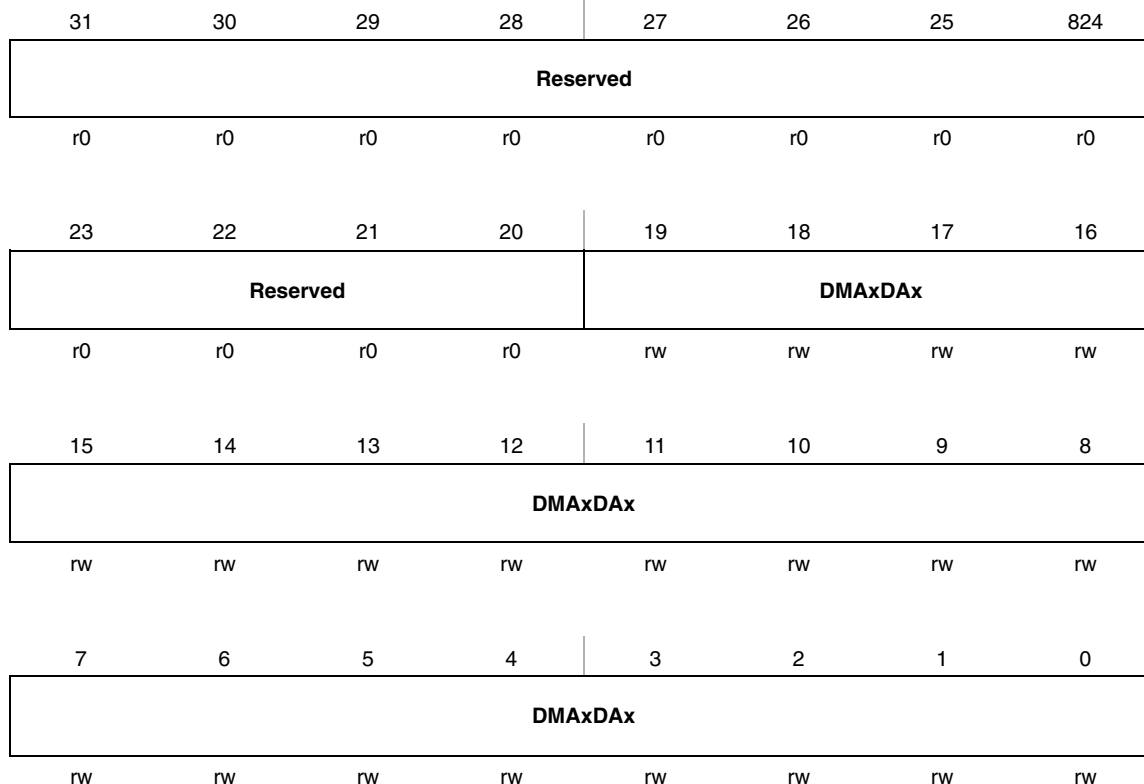 31 30 29 28 27 26 25 824
Reserved
r0 r0 r0 r0 r0 r0 r0 r0
23 22 21 20 19 18 17 16
Reserved DMAxDAx
r0 r0 r0 r0 rw rw rw rw
15 14 13 12 11 10 9 8
DMAxDAx
rw rw rw rw rw rw rw rw
7 6 5 4 3 2 1 0
DMAxDAx
rw rw rw rw rw rw rw rw